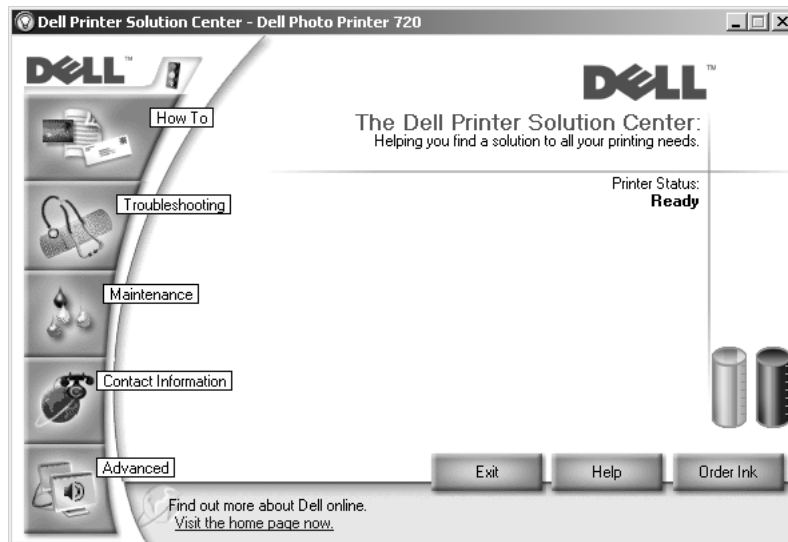 Dell Printer Solution Center - Dell Photo Printer 720
DELL™
DELL™
How To
The Dell Printer Solution Center:
Helping you find a solution to all your printing needs.
Printer Status:
Ready
Troubleshooting
Maintenance
Contact Information
Advanced
Exit
Help
Order Ink
Find out more about Dell online.
Visit the home page now.